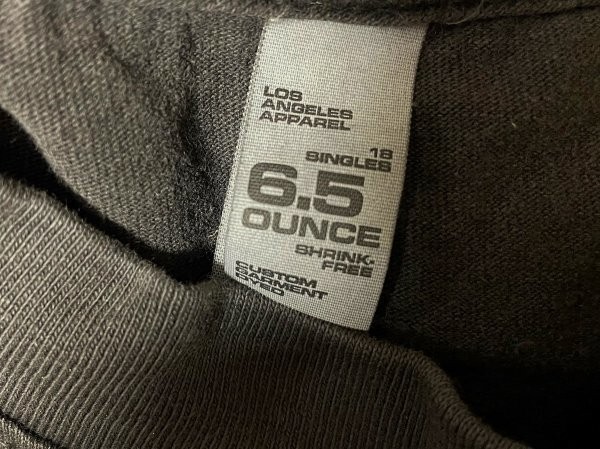 LOS
ANGELES
APPAREL
18
SINGLES
6.5
OUNCE
SHRINK-
FREE
CUSTOM
GARMENT
DYED